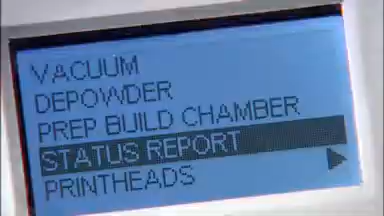 VACUUM
DEPOWDER
PREP BUILD CHAMBER
STATUS REPORT
PRINTHEADS